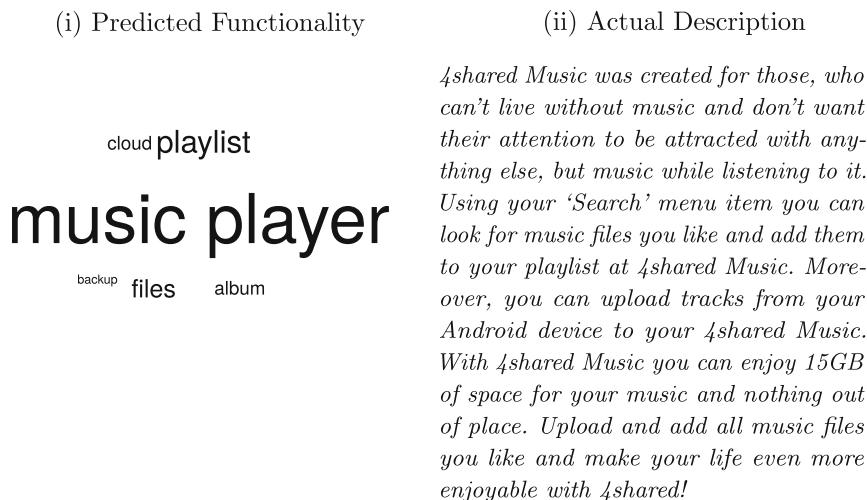 (i) Predicted Functionality
cloud playlist
music player
backup files album
(ii) Actual Description
4shared Music was created for those, who
can't live without music and don't want
their attention to be attracted with any-
thing else, but music while listening to it.
Using your ‘Search’ menu item you can
look for music files you like and add them
to your playlist at 4shared Music. More-
over, you can upload tracks from your
Android device to your 4shared Music.
With 4shared Music you can enjoy 15GB
of space for your music and nothing out
of place. Upload and add all music files
you like and make your life even more
enjoyable with 4shared!